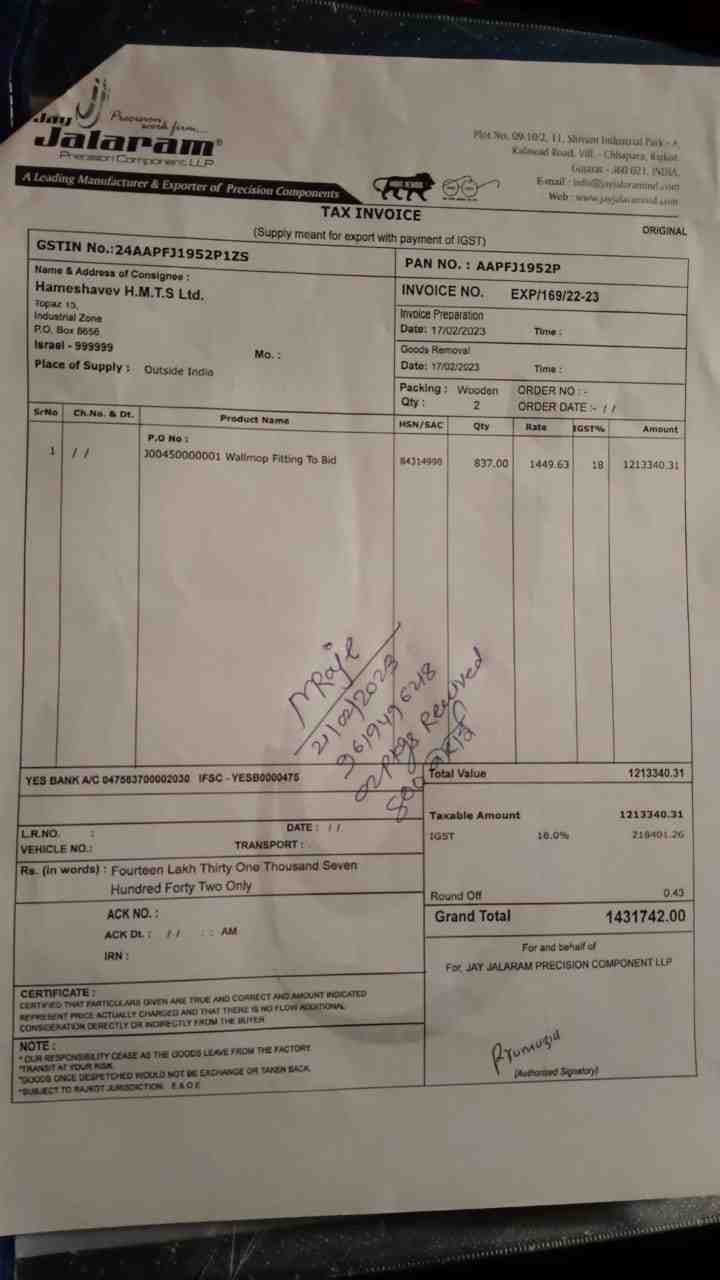 Jay
Jalaram®
Precision Component LLP
Precision
work firm...
A Leading Manufacturer & Exporter of Precision Components
Plot No. 09-10/2, 11, Shivam Industrial Park - A,
Kalmead Road, Vill. - Chhapara, Rajkot.
Gujarat - 360 021, INDIA.
E-mail - info@jayjalaramind.com
Web : www.jayjalaramind.com
TAX INVOICE
(Supply meant for export with payment of IGST)
ORIGINAL
GSTIN No.:24AAPFJ1952P1ZS
PAN NO. : AAPFJ1952P
Name & Address of Consignee :
Hameshavev H.M.T.S Ltd.
Topaz 13,
Industrial Zone
P.O. Box 8656
Israel - 999999
Mo. :
Place of Supply : Outside India
INVOICE NO. EXP/169/22-23
Invoice Preparation
Date: 17/02/2023 Time :
Goods Removal
Date: 17/02/2023 Time :
Packing : Wooden ORDER NO : -
Qty : 2 ORDER DATE :- / /
SrNo Ch.No. & Dt. Product Name HSN/SAC Qty Rate IGST% Amount
P.O No :
1 / / J00450000001 Wallmop Fitting To Bid 84314990 837.00 1449.63 18 1213340.31
21/02/2023
9619496218
02 pkgs Received
YES BANK A/C 047563700002030 IFSC - YESB0000475
Total Value 1213340.31
Taxable Amount 1213340.31
IGST 18.0% 218401.26
L.R.NO. : DATE : / /
VEHICLE NO.: TRANSPORT : -
Rs. (in words) : Fourteen Lakh Thirty One Thousand Seven
Hundred Forty Two Only
Round Off 0.43
Grand Total 1431742.00
ACK NO. :
ACK Dt. : / / : : AM
IRN :
For and behalf of
For, JAY JALARAM PRECISION COMPONENT LLP
CERTIFICATE :
CERTIFIED THAT PARTICULARS GIVEN ARE TRUE AND CORRECT AND AMOUNT INDICATED
REPRESENT PRICE ACTUALLY CHARGED AND THAT THERE IS NO FLOW ADDITIONAL
CONSIDERATION DERECTLY OR INDIRECTLY FROM THE BUYER.
NOTE :
* OUR RESPONSIBILITY CEASE AS THE GOODS LEAVE FROM THE FACTORY.
*TRANSIT AT YOUR RISK.
*GOODS ONCE DESPETCHED WOULD NOT BE EXCHANGE OR TAKEN BACK.
*SUBJECT TO RAJKOT JURISDICTION. E.& O.E.
(Authorised Signatory)